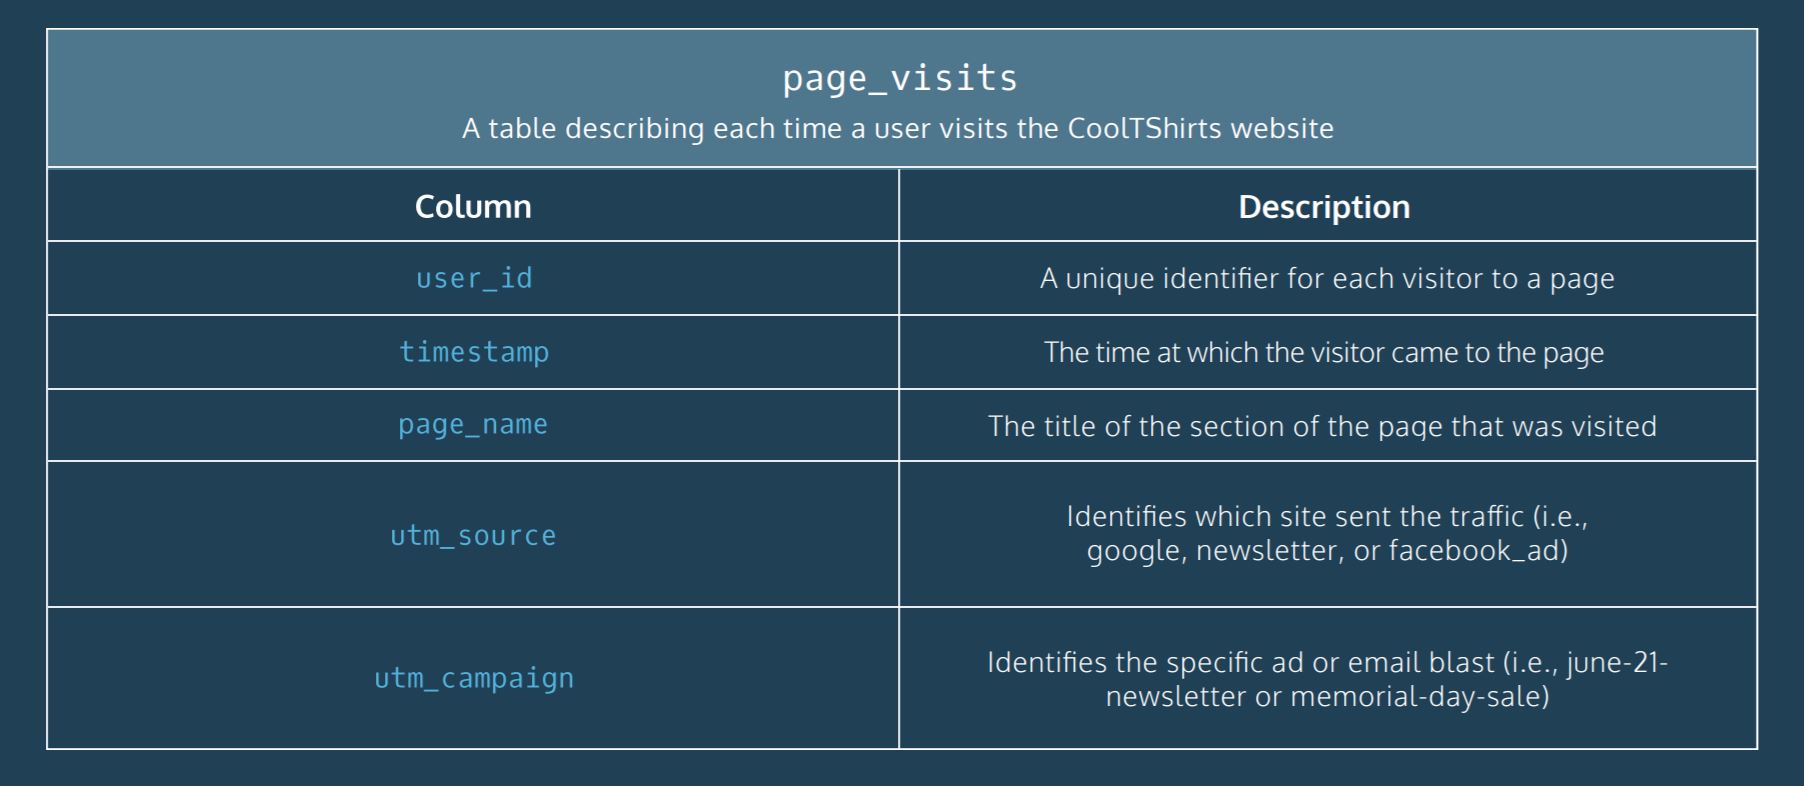 page_visits
A table describing each time a user visits the CoolTShirts website
Column
Description
user_id
A unique identifier for each visitor to a page
timestamp
The time at which the visitor came to the page
page_name
The title of the section of the page that was visited
utm_source
Identifies which site sent the traffic (i.e.,
google, newsletter, or facebook_ad)
utm_campaign
Identifies the specific ad or email blast (i.e., june-21-
newsletter or memorial-day-sale)